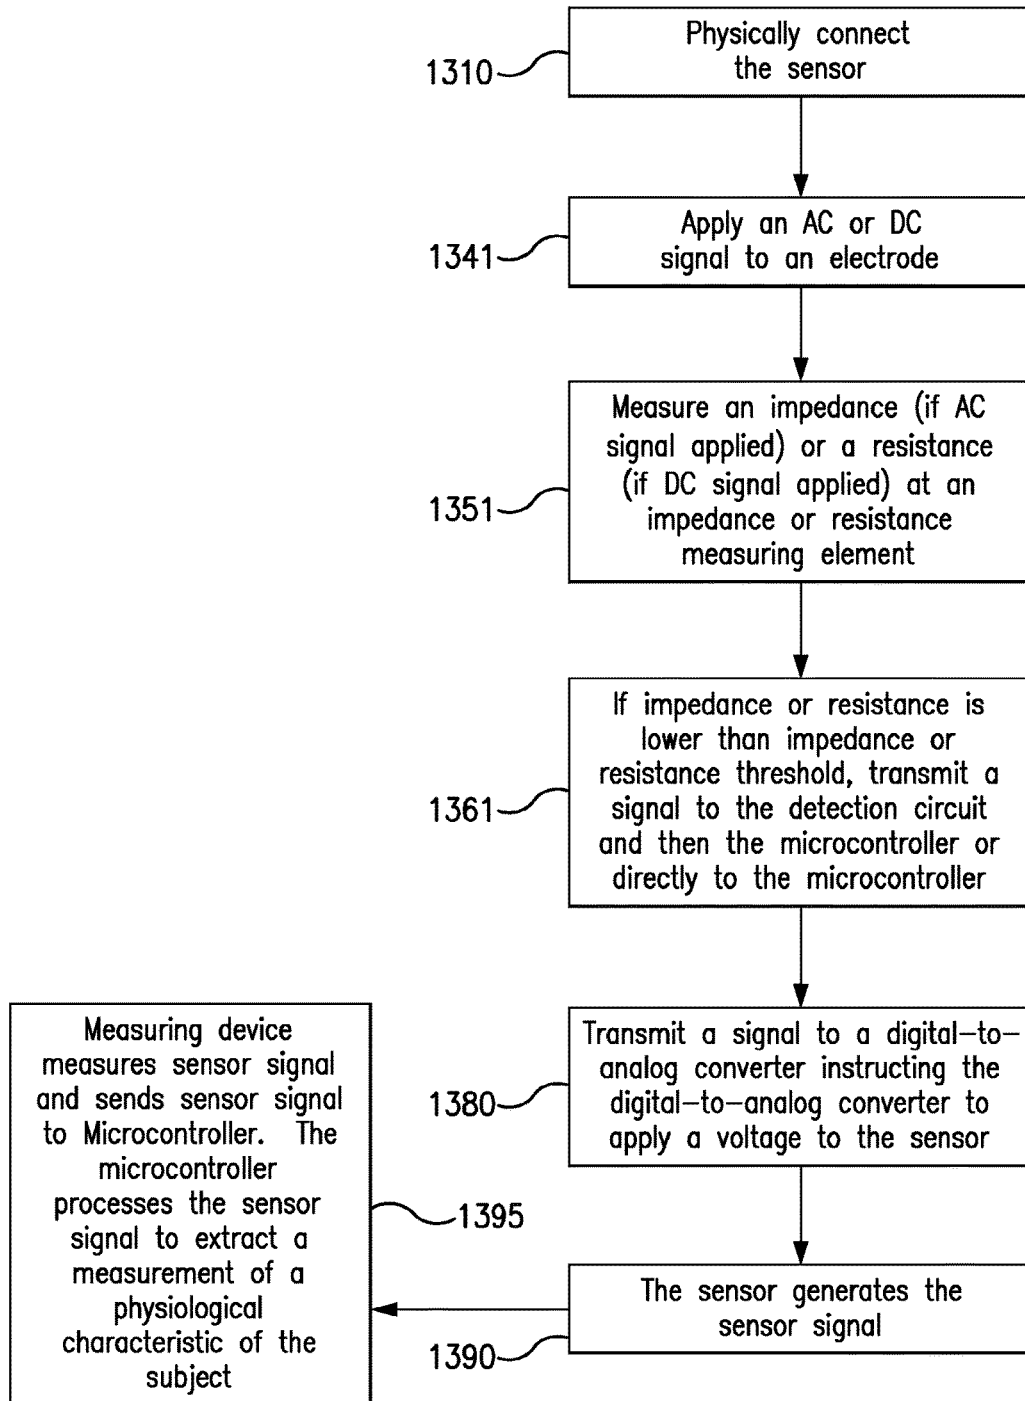 Physically connect
the sensor
1310
Apply an AC or DC
signal to an electrode
1341
Measure an impedance (if AC
signal applied) or a resistance
(if DC signal applied) at an
impedance or resistance
measuring element
1351
If impedance or resistance is
lower than impedance or
resistance threshold, transmit a
signal to the detection circuit
and then the microcontroller or
directly to the microcontroller
1361
Transmit a signal to a digital-to-
analog converter instructing the
digital-to-analog converter to
apply a voltage to the sensor
1380
The sensor generates the
sensor signal
1390
Measuring device
measures sensor signal
and sends sensor signal
to Microcontroller. The
microcontroller
processes the sensor
signal to extract a
measurement of a
physiological
characteristic of the
subject
1395